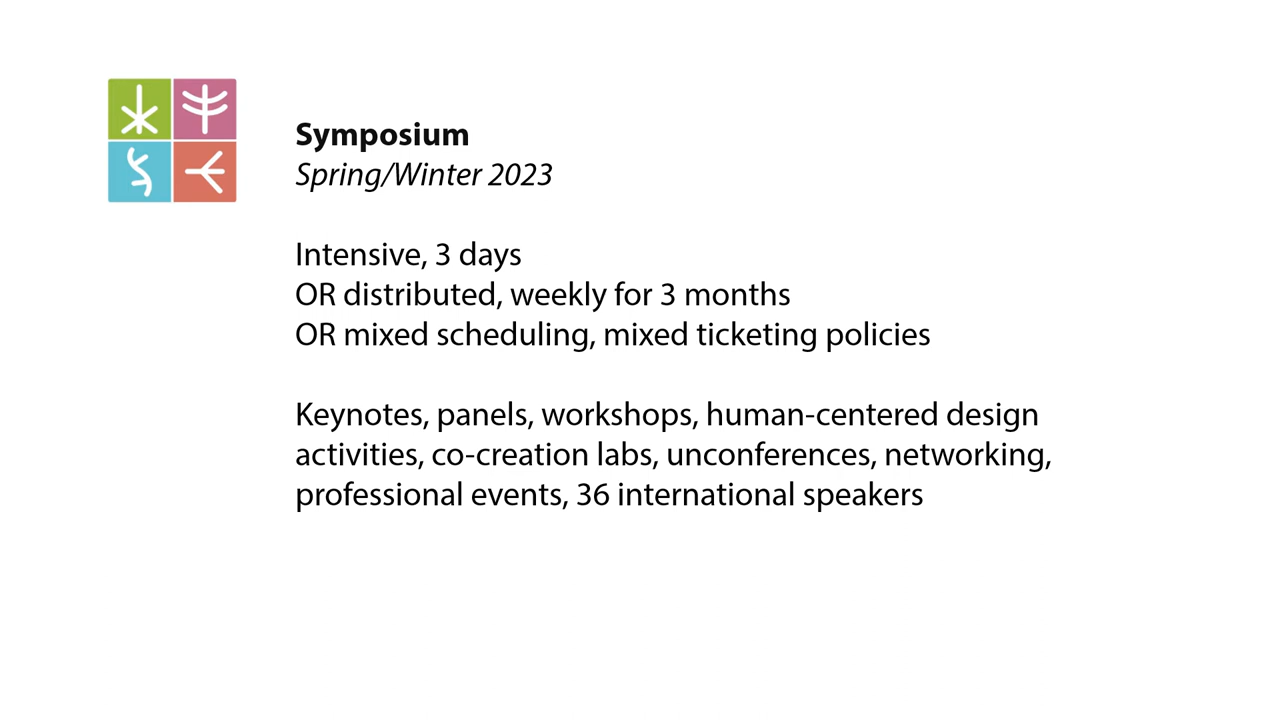 Symposium
Spring/Winter 2023
Intensive, 3 days
OR distributed, weekly for 3 months
OR mixed scheduling, mixed ticketing policies
Keynotes, panels, workshops, human-centered design
activities, co-creation labs, unconferences, networking,
professional events, 36 international speakers